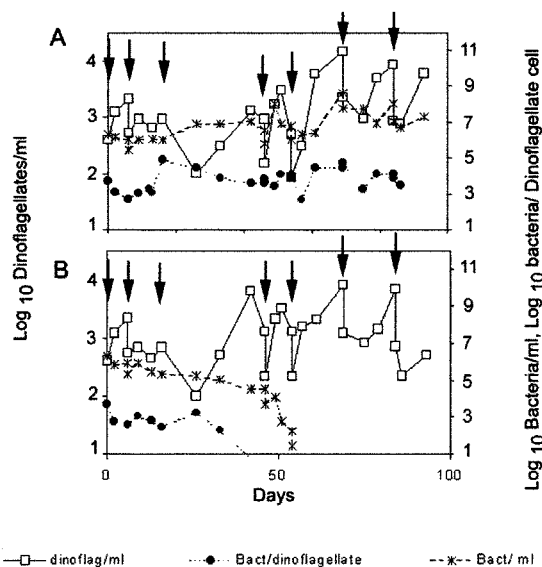 A
4
3
2
1
11
9
7
5
3
1
B
4
3
2
1
11
9
7
5
3
1
0
50
100
Days
Log 10 Dinoflagellates/ml
Log 10 Bacteria/ml, Log 10 bacteria/ Dinoflagellate cell
dinoflag/ml
Bact/dinoflagellate
Bact/ ml